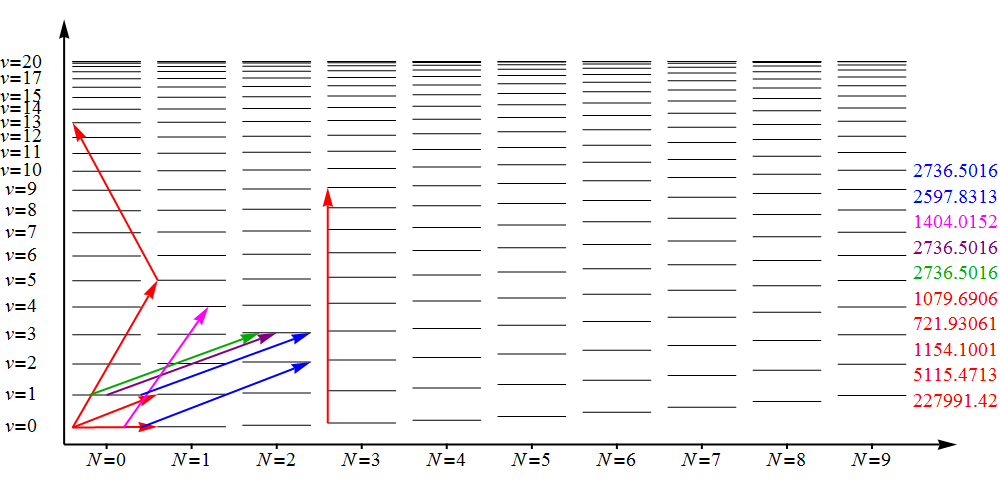 v=20
v=17
v=15
v=14
v=13
v=12
v=11
v=10
v=9
v=8
v=7
v=6
v=5
v=4
v=3
v=2
v=1
v=0
N=0 N=1 N=2 N=3 N=4 N=5 N=6 N=7 N=8 N=9
2736.5016
2597.8313
1404.0152
2736.5016
2736.5016
1079.6906
721.93061
1154.1001
5115.4713
227991.42